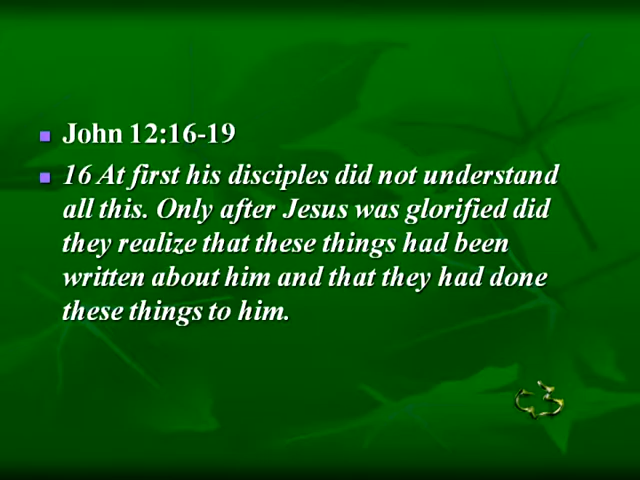 John 12:16-19
16 At first his disciples did not understand
all this. Only after Jesus was glorified did
they realize that these things had been
written about him and that they had done
these things to him.